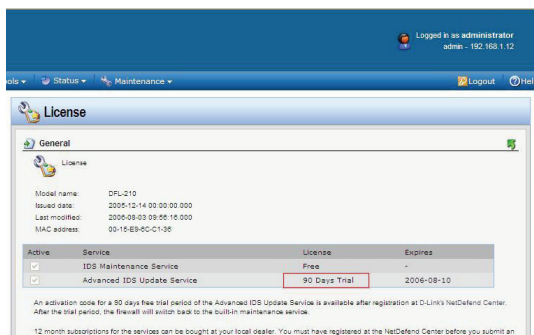 Logged in as administrator
admin - 192.168.1.12
ols Status Maintenance Logout Hel
License
General
License
Model name: DFL-210
Issued date: 2005-12-14 00:00:00.000
Last modified: 2006-08-03 09:56:16.000
MAC address: 00-15-E9-6C-C1-36
Active Service License Expires
IDS Maintenance Service Free -
Advanced IDS Update Service 90 Days Trial 2006-08-10
An activation code for a 90 days free trial period of the Advanced IDS Update Service is available after registration at D-Link's NetDefend Center.
After the trial period, the firewall will switch back to the built-in maintenance service.
12 month subscriptions for the services can be bought at your local dealer. You must have registered at the NetDefend Center before you submit an